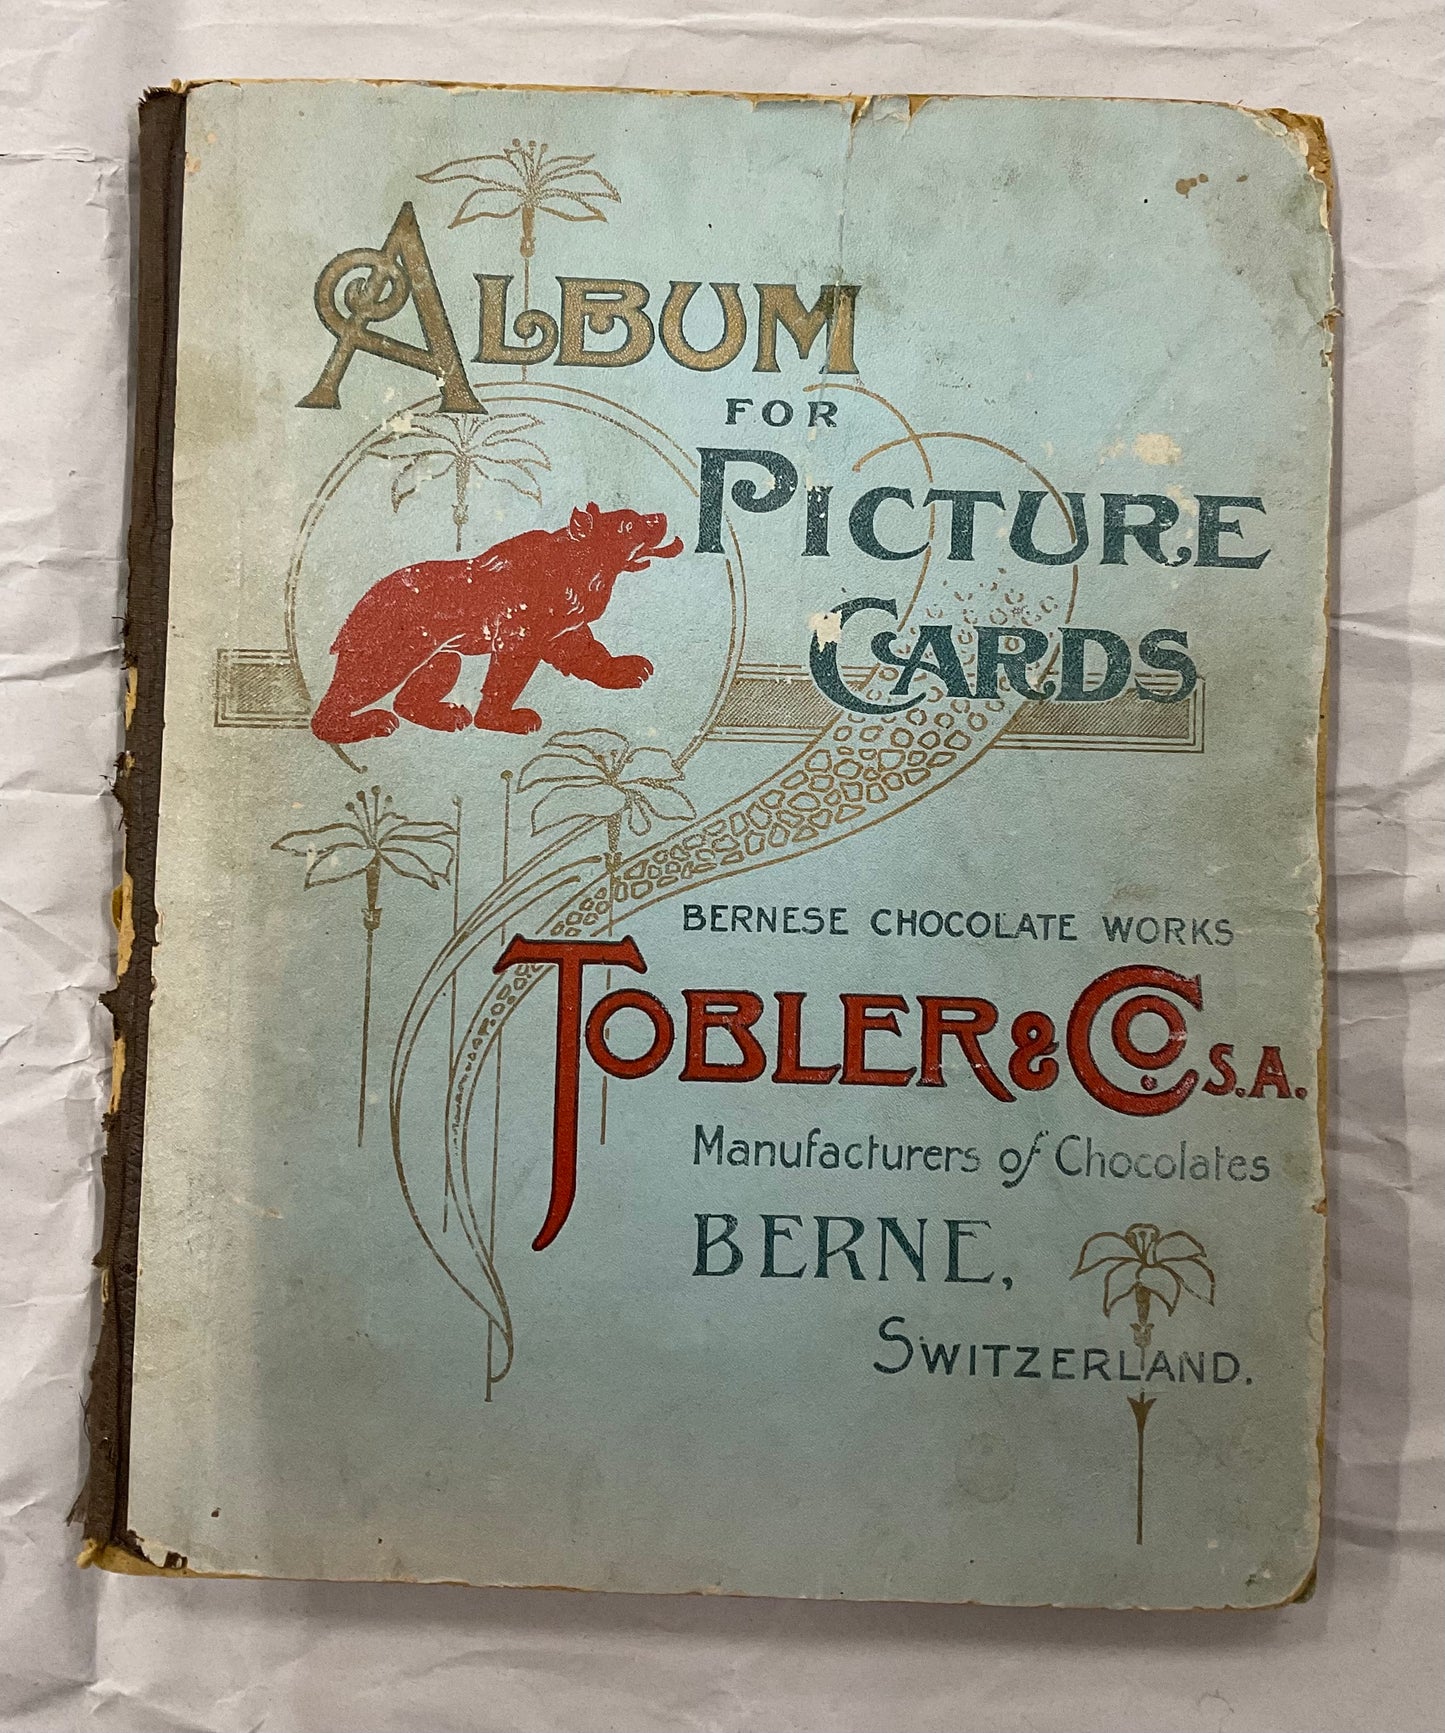 ALBUM
FOR
PICTURE
CARDS
BERNESE CHOCOLATE WORKS
TOBLER & CO. S.A.
Manufacturers of Chocolates
BERNE,
SWITZERLAND.